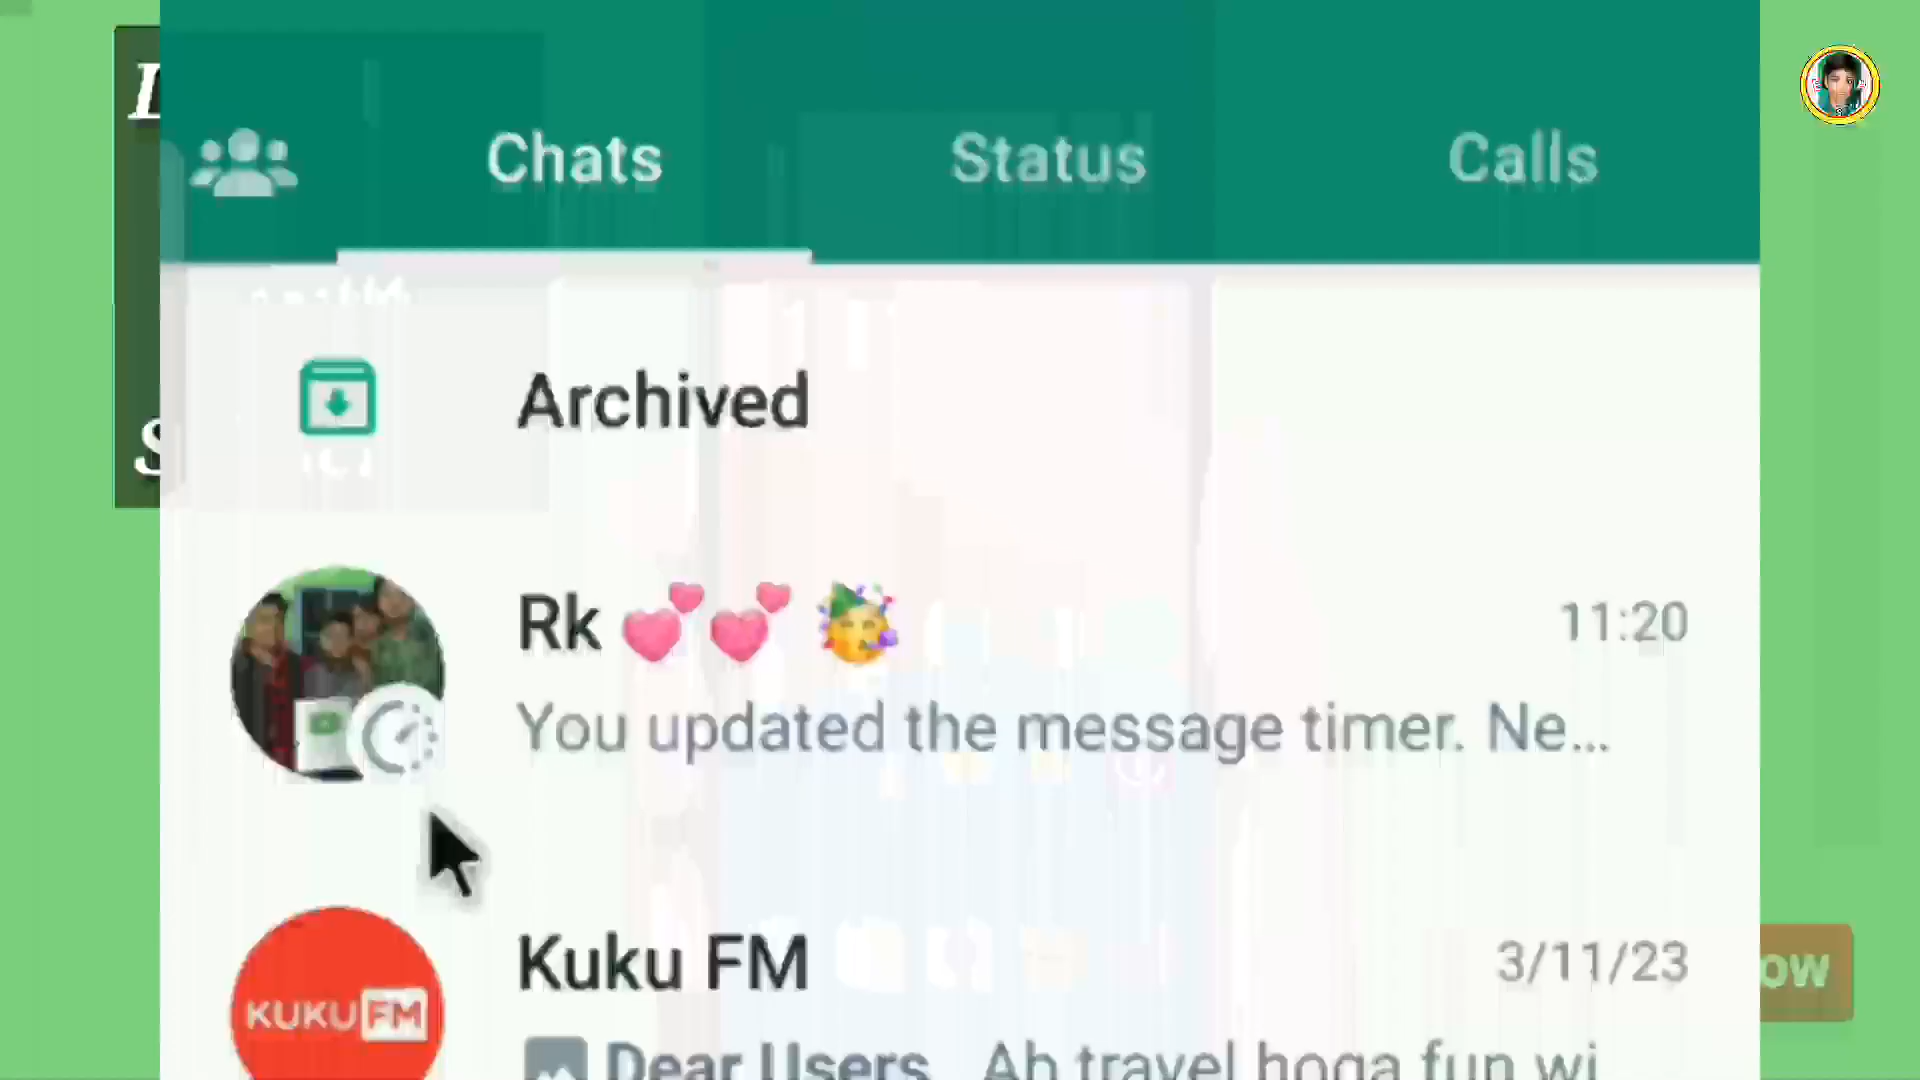 Chats Status Calls
Archived
Rk 💕💕 🥳 11:20
You updated the message timer. Ne...
Kuku FM 3/11/23
KUKU FM
Dear Users Ab travel hoga fun wi
OW